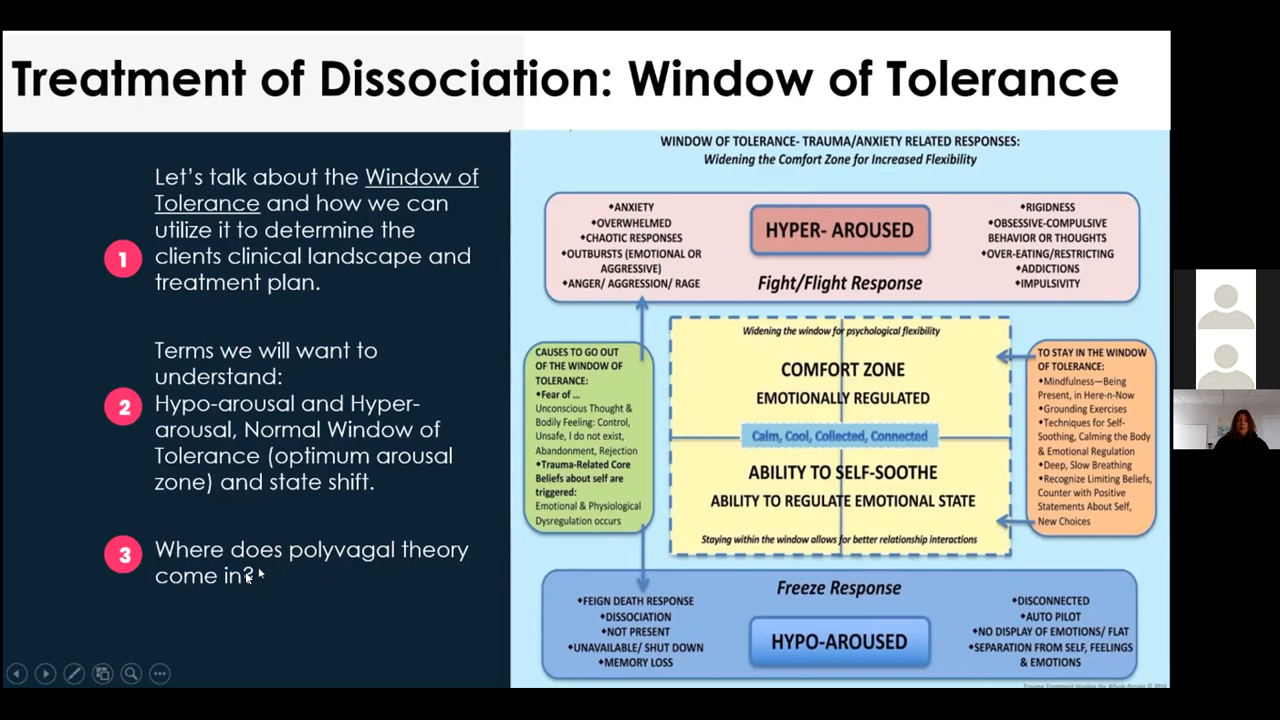 Treatment of Dissociation: Window of Tolerance
1
Let's talk about the Window of
Tolerance and how we can
utilize it to determine the
clients clinical landscape and
treatment plan.
2
Terms we will want to
understand:
Hypo-arousal and Hyper-
arousal, Normal Window of
Tolerance (optimum arousal
zone) and state shift.
3
Where does polyvagal theory
come in?
WINDOW OF TOLERANCE- TRAUMA/ANXIETY RELATED RESPONSES:
Widening the Comfort Zone for Increased Flexibility
◆ANXIETY
◆OVERWHELMED
◆CHAOTIC RESPONSES
◆OUTBURSTS (EMOTIONAL OR
AGGRESSIVE)
◆ANGER/ AGGRESSION/ RAGE
HYPER- AROUSED
Fight/Flight Response
◆RIGIDNESS
◆OBSESSIVE-COMPULSIVE
BEHAVIOR OR THOUGHTS
◆OVER-EATING/RESTRICTING
◆ADDICTIONS
◆IMPULSIVITY
CAUSES TO GO OUT
OF THE WINDOW OF
TOLERANCE:
◆Fear of ...
Unconscious Thought &
Bodily Feeling: Control,
Unsafe, I do not exist,
Abandonment, Rejection
◆Trauma-Related Core
Beliefs about self are
triggered:
Emotional & Physiological
Dysregulation occurs
Widening the window for psychological flexibility
COMFORT ZONE
EMOTIONALLY REGULATED
Calm, Cool, Collected, Connected
ABILITY TO SELF-SOOTHE
ABILITY TO REGULATE EMOTIONAL STATE
Staying within the window allows for better relationship interactions
TO STAY IN THE WINDOW
OF TOLERANCE:
◆Mindfulness—Being
Present, in Here-n-Now
◆Grounding Exercises
◆Techniques for Self-
Soothing, Calming the Body
& Emotional Regulation
◆Deep, Slow Breathing
◆Recognize Limiting Beliefs,
Counter with Positive
Statements About Self,
New Choices
◆FEIGN DEATH RESPONSE
◆DISSOCIATION
◆NOT PRESENT
◆UNAVAILABLE/ SHUT DOWN
◆MEMORY LOSS
Freeze Response
HYPO-AROUSED
◆DISCONNECTED
◆AUTO PILOT
◆NO DISPLAY OF EMOTIONS/ FLAT
◆SEPARATION FROM SELF, FEELINGS
& EMOTIONS
Trauma Treatment Healing the Whole Person ©